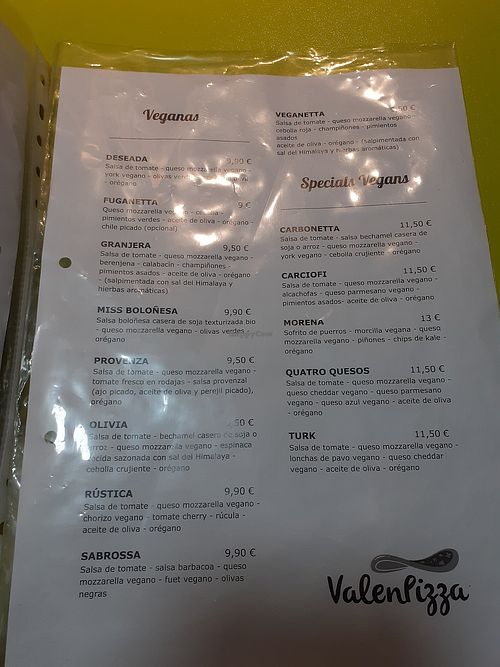 Veganas
DESEADA 9,90 €
Salsa de tomate - queso mozzarella vegano -
york vegano - olivas
orégano
FUGANETTA 9 €
Queso mozzarella
pimientos verdes - aceite de oliva - orégano -
chile picado (opcional)
GRANJERA 9,50 €
Salsa de tomate - queso mozzarella vegano -
berenjena - calabacín - champiñones -
pimientos asados - aceite de oliva - orégano
- (salpimentada con sal del Himalaya y
hierbas aromáticas)
MISS BOLOÑESA 9,90 €
Salsa boloñesa casera de soja texturizada bio
- queso mozzarella vegano - olivas verdes -
orégano
PROVENZA 9,50 €
Salsa de tomate - queso mozzarella vegano -
tomate fresco en rodajas - salsa provenzal
(ajo picado, aceite de oliva y perejil picado),
orégano
OLIVIA
Salsa de tomate - bechamel casera de soja o
arroz - queso mozzarella vegano - espinaca
cocida sazonada con sal del Himalaya -
cebolla crujiente - orégano
RÚSTICA 9,90 €
Salsa de tomate - queso mozzarella vegano -
chorizo vegano - tomate cherry - rúcula -
aceite de oliva - orégano
SABROSSA 9,90 €
Salsa de tomate - salsa barbacoa - queso
mozzarella vegano - fuet vegano - olivas
negras
VEGANETTA
Salsa de tomate - queso mozzarella vegano -
cebolla roja - champiñones - pimientos
asados
aceite de oliva - orégano - (salpimentada con
sal del Himalaya y hierbas aromáticas)
Specials Vegans
CARBONETTA 11,50 €
Salsa de tomate - salsa bechamel casera de
soja o arroz - queso mozzarella vegano -
york vegano - cebolla crujiente - orégano
CARCIOFI 11,50 €
Salsa de tomate - queso mozzarella vegano -
alcachofas - queso parmesano vegano -
pimientos asados- aceite de oliva - orégano
MORENA 13 €
Sofrito de puerros - morcilla vegana - queso
mozzarella vegano - piñones - chips de kale -
orégano
QUATRO QUESOS 11,50 €
Salsa de tomate - queso mozzarella vegano -
queso cheddar vegano - queso parmesano
vegano - queso azul vegano - aceite de oliva
- orégano
TURK 11,50 €
Salsa de tomate - queso mozzarella vegano -
lonchas de pavo vegano - queso cheddar
vegano - aceite de oliva - orégano
ValenPizza